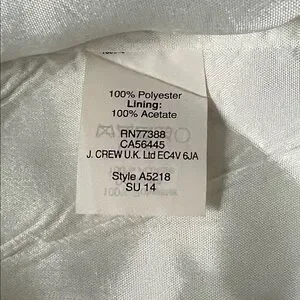 100% Polyester
Lining:
100% Acetate
RN77388
CA56445
J. CREW U.K. Ltd EC4V 6JA
Style A5218
SU 14